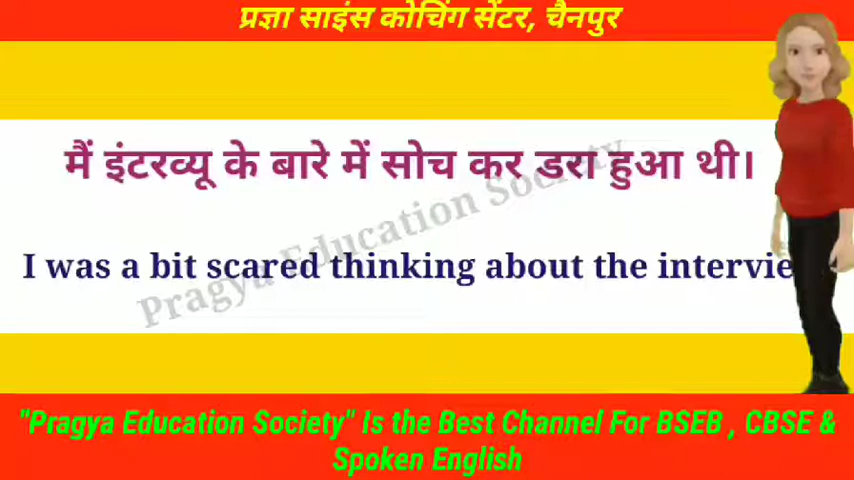 प्रज्ञा साइंस कोचिंग सेंटर, चैनपुर
मैं इंटरव्यू के बारे में सोच कर डरा हुआ थी।
Pragya Education Society
I was a bit scared thinking about the intervie
"Pragya Education Society" Is the Best Channel For BSEB , CBSE &
Spoken English